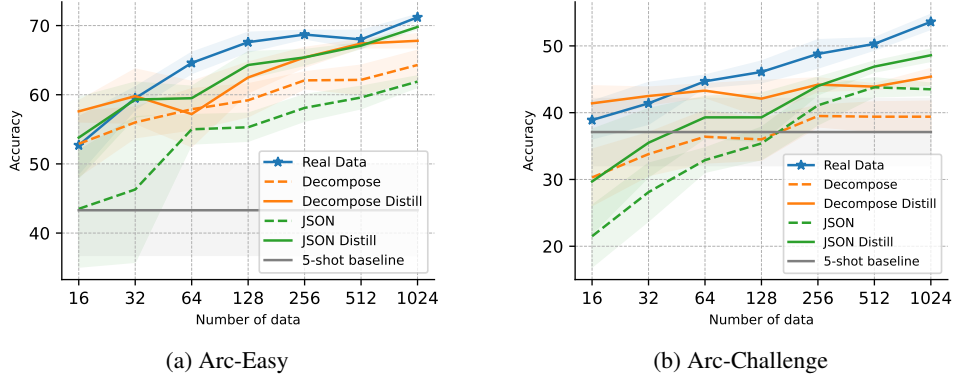 70
60
50
40
Accuracy
16 32 64 128 256 512 1024
Number of data
Real Data
Decompose
Decompose Distill
JSON
JSON Distill
5-shot baseline
(a) Arc-Easy
50
40
30
20
Accuracy
16 32 64 128 256 512 1024
Number of data
Real Data
Decompose
Decompose Distill
JSON
JSON Distill
5-shot baseline
(b) Arc-Challenge